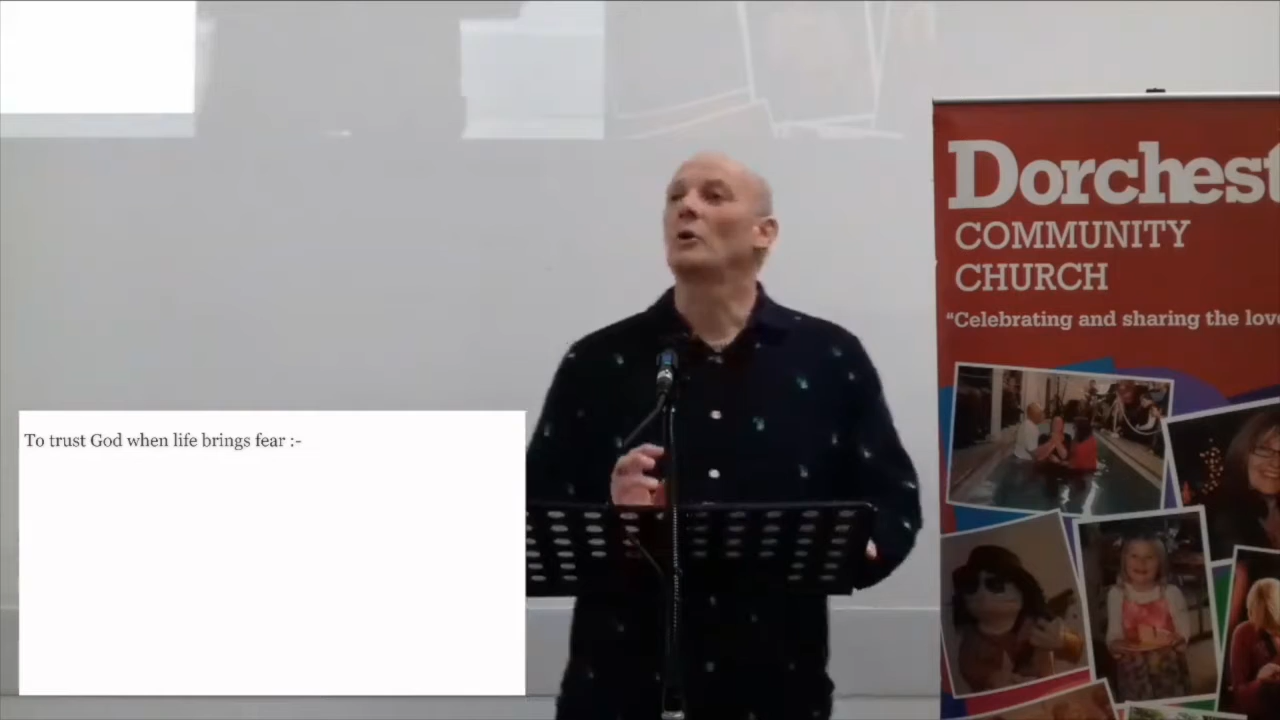 Dorchest
COMMUNITY
CHURCH
“Celebrating and sharing the love
To trust God when life brings fear :-